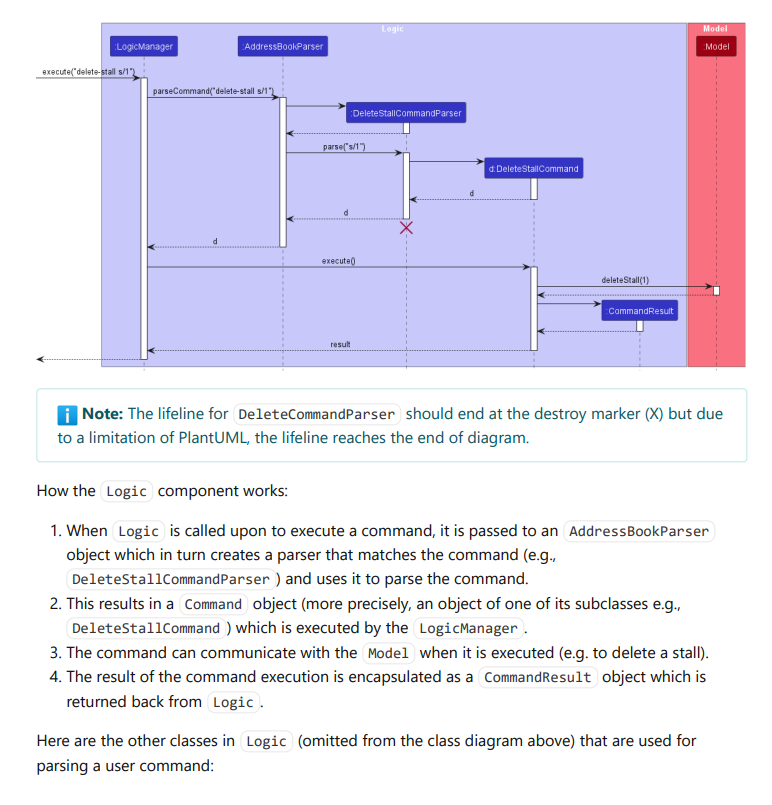 Logic
Model
:LogicManager
:AddressBookParser
:Model
execute("delete-stall s/1")
parseCommand("delete-stall s/1")
:DeleteStallCommandParser
parse("s/1")
d:DeleteStallCommand
d
d
d
execute()
deleteStall(1)
:CommandResult
result
Note: The lifeline for DeleteCommandParser should end at the destroy marker (X) but due
to a limitation of PlantUML, the lifeline reaches the end of diagram.
How the Logic component works:
1. When Logic is called upon to execute a command, it is passed to an AddressBookParser
object which in turn creates a parser that matches the command (e.g.,
DeleteStallCommandParser ) and uses it to parse the command.
2. This results in a Command object (more precisely, an object of one of its subclasses e.g.,
DeleteStallCommand ) which is executed by the LogicManager .
3. The command can communicate with the Model when it is executed (e.g. to delete a stall).
4. The result of the command execution is encapsulated as a CommandResult object which is
returned back from Logic .
Here are the other classes in Logic (omitted from the class diagram above) that are used for
parsing a user command: